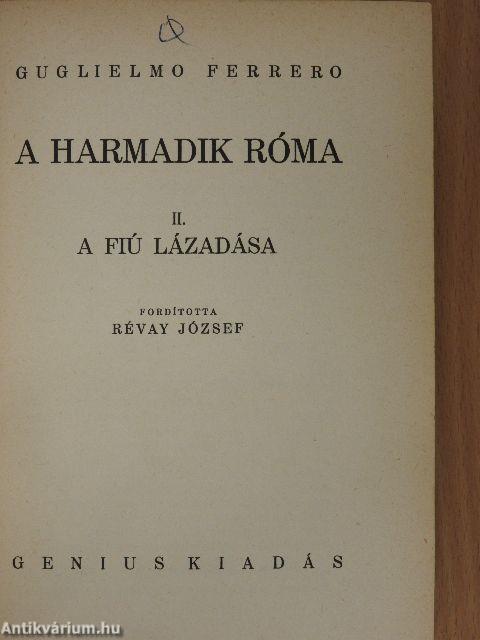 GUGLIELMO FERRERO
A HARMADIK RÓMA
II.
A FIÚ LÁZADÁSA
FORDÍTOTTA
RÉVAY JÓZSEF
GENIUS KIADÁS
Antikvárium.hu